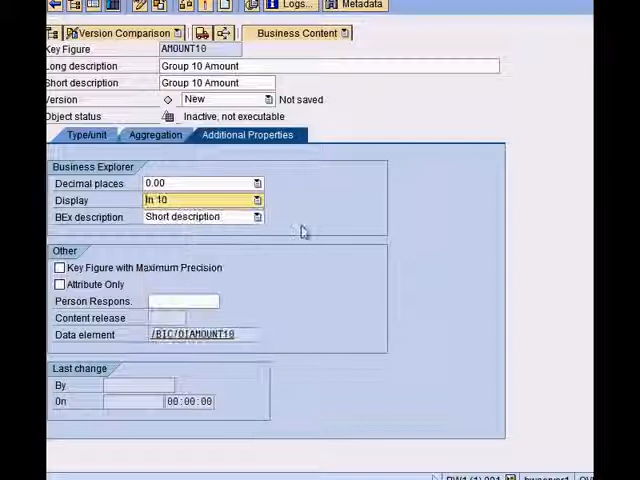 Logs... Metadata
Version Comparison Business Content
Key Figure AMOUNT10
Long description Group 10 Amount
Short description Group 10 Amount
Version New Not saved
Object status Inactive, not executable
Type/unit Aggregation Additional Properties
Business Explorer
Decimal places 0.00
Display In 10
BEx description Short description
Other
Key Figure with Maximum Precision
Attribute Only
Person Respons.
Content release
Data element /BIC/OIAMOUNT10
Last change
By
On 00:00:00